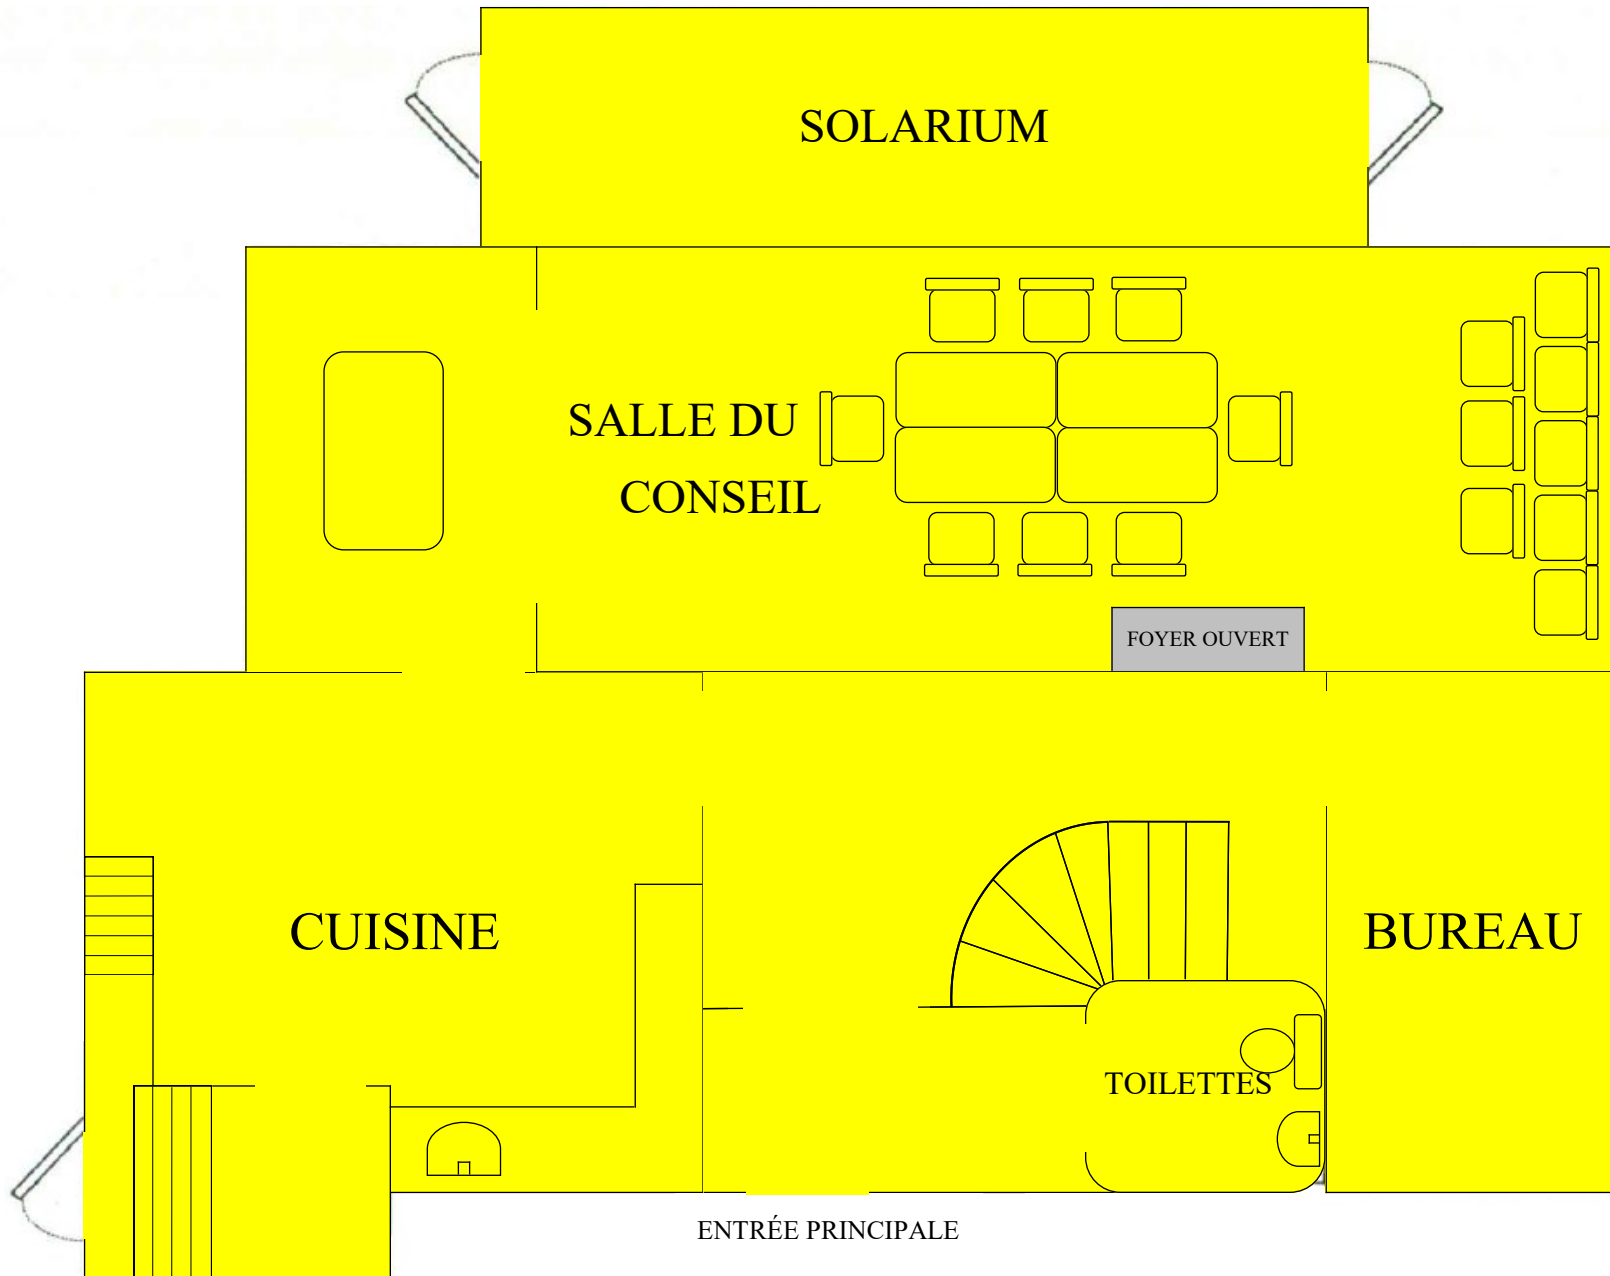 SOLARIUM
SALLE DU
CONSEIL
FOYER OUVERT
CUISINE
BUREAU
TOILETTES
ENTRÉE PRINCIPALE